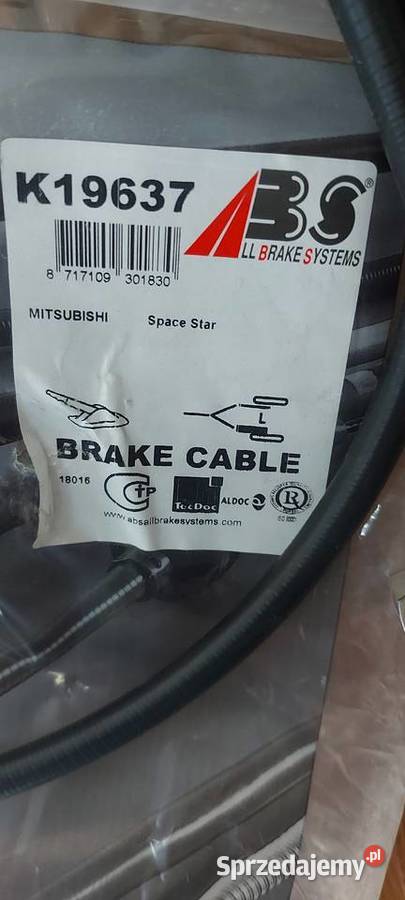 K19637
ABS®
ALL BRAKE SYSTEMS
8 717109 301830
MITSUBISHI Space Star
L
BRAKE CABLE
18016
CTP
TecDoc
ALDOC
R
www.absallbrakesystems.com
Sprzedajemy.pl